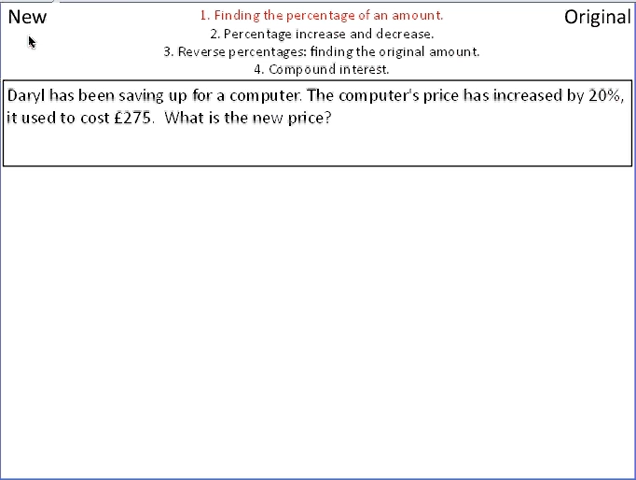 New
Original
1. Finding the percentage of an amount.
2. Percentage increase and decrease.
3. Reverse percentages: finding the original amount.
4. Compound interest.
Daryl has been saving up for a computer. The computer's price has increased by 20%,
it used to cost £275.  What is the new price?